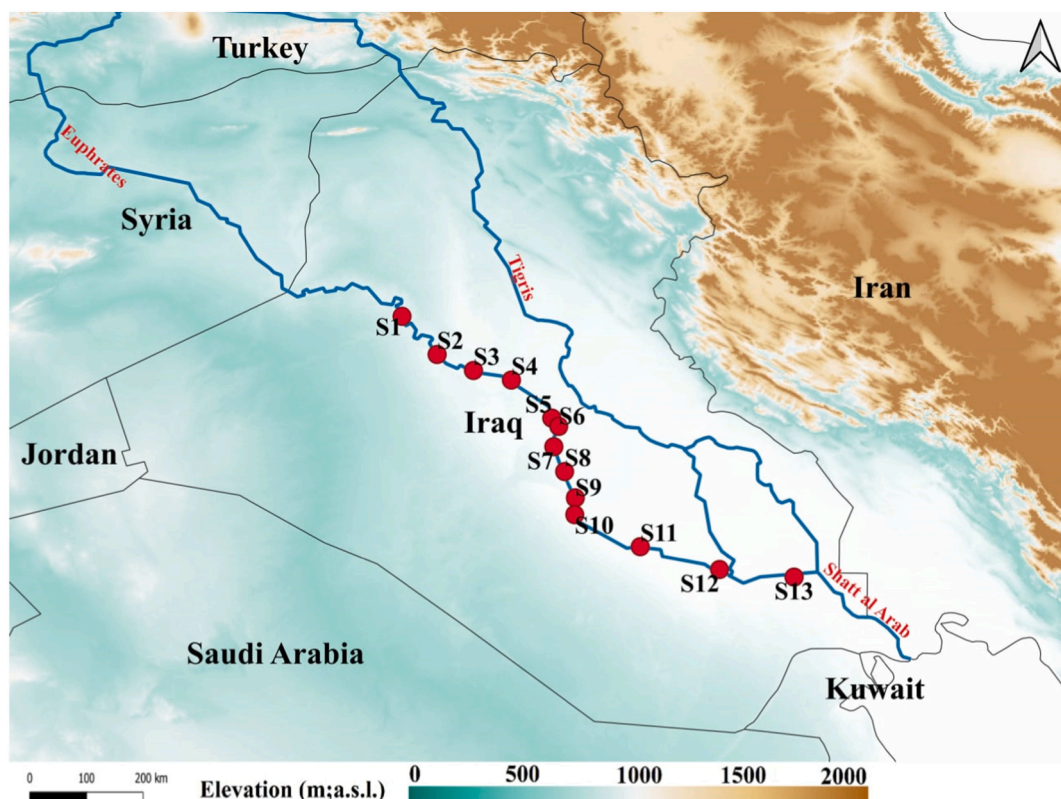 Turkey
Euphrates
Syria
Tigris
Iran
S1
S2
S3
S4
S5
S6
Iraq
Jordan
S7
S8
S9
S10
S11
S12
S13
Shatt al Arab
Saudi Arabia
Kuwait
0 100 200 km
Elevation (m;a.s.l.)
0 500 1000 1500 2000